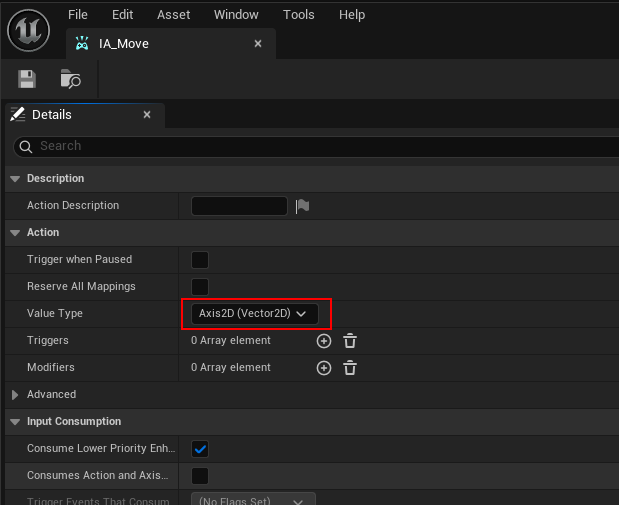 File Edit Asset Window Tools Help
IA_Move
Details
Search
Description
Action Description
Action
Trigger when Paused
Reserve All Mappings
Value Type Axis2D (Vector2D)
Triggers 0 Array element
Modifiers 0 Array element
Advanced
Input Consumption
Consume Lower Priority Enh...
Consumes Action and Axis...
Trigger Events That Consum (No Flags Set)